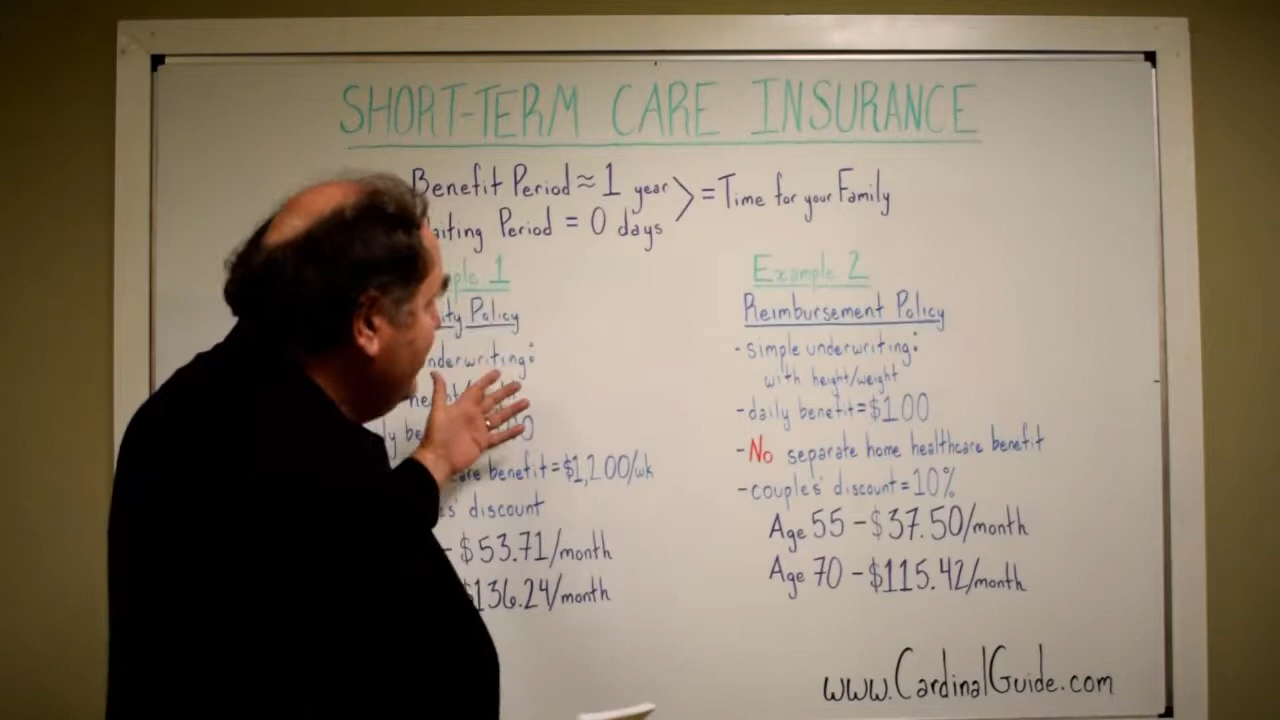 SHORT-TERM CARE INSURANCE
Benefit Period ≈ 1 year
Period = 0 days
= Time for your Family
1
Policy
Example 2
Reimbursement Policy
- simple underwriting:
with height/weight
- daily benefit = $100
- No separate home healthcare benefit
- couples' discount = 10%
Age 55 - $37.50/month
Age 70 - $115.42/month
benefit = $1,200/wk
discount
- $53.71/month
$136.24/month
www.CardinalGuide.com